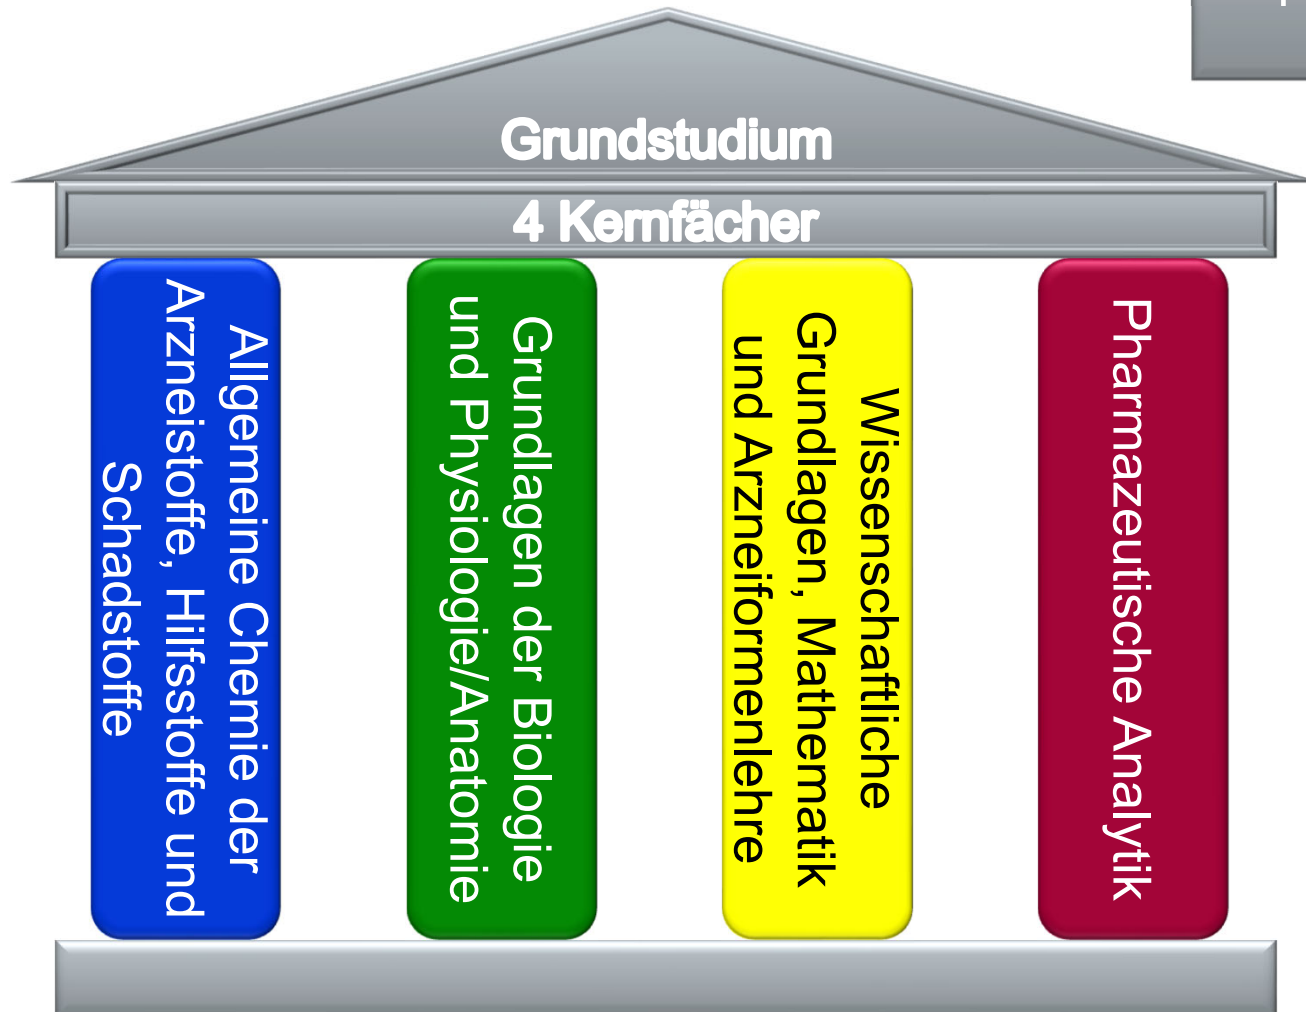 Grundstudium
4 Kernfächer
Allgemeine Chemie der
Arzneistoffe, Hilfsstoffe und
Schadstoffe
Grundlagen der Biologie
und Physiologie/Anatomie
Wissenschaftliche
Grundlagen, Mathematik
und Arzneiformenlehre
Pharmazeutische Analytik